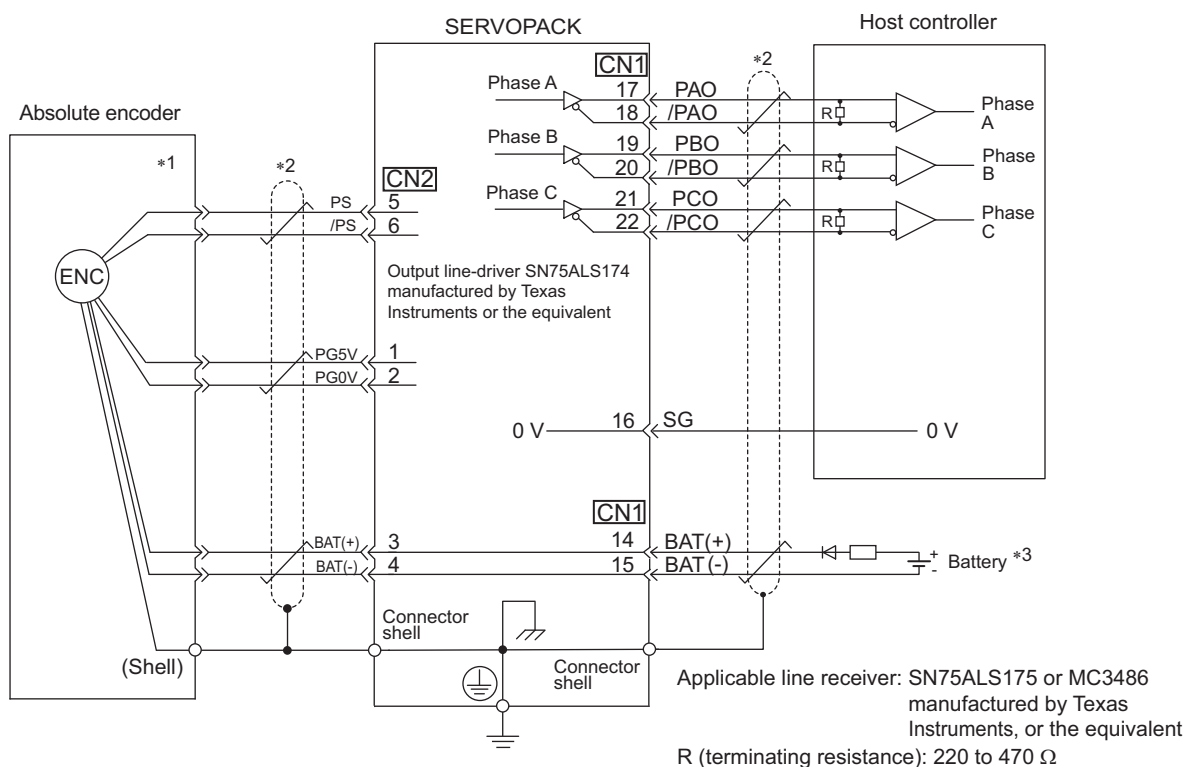 SERVOPACK
Host controller
Absolute encoder
*1
*2
CN2
PS
5
/PS
6
ENC
PG5V
1
PG0V
2
BAT(+)
3
BAT(-)
4
(Shell)
Connector
shell
Output line-driver SN75ALS174
manufactured by Texas
Instruments or the equivalent
CN1
*2
Phase A
17
PAO
18
/PAO
R
Phase
A
Phase B
19
PBO
20
/PBO
R
Phase
B
Phase C
21
PCO
22
/PCO
R
Phase
C
0 V
16
SG
0 V
CN1
14
BAT(+)
15
BAT (-)
+
-
Battery *3
Connector
shell
Applicable line receiver: SN75ALS175 or MC3486
manufactured by Texas
Instruments, or the equivalent
R (terminating resistance): 220 to 470 Ω